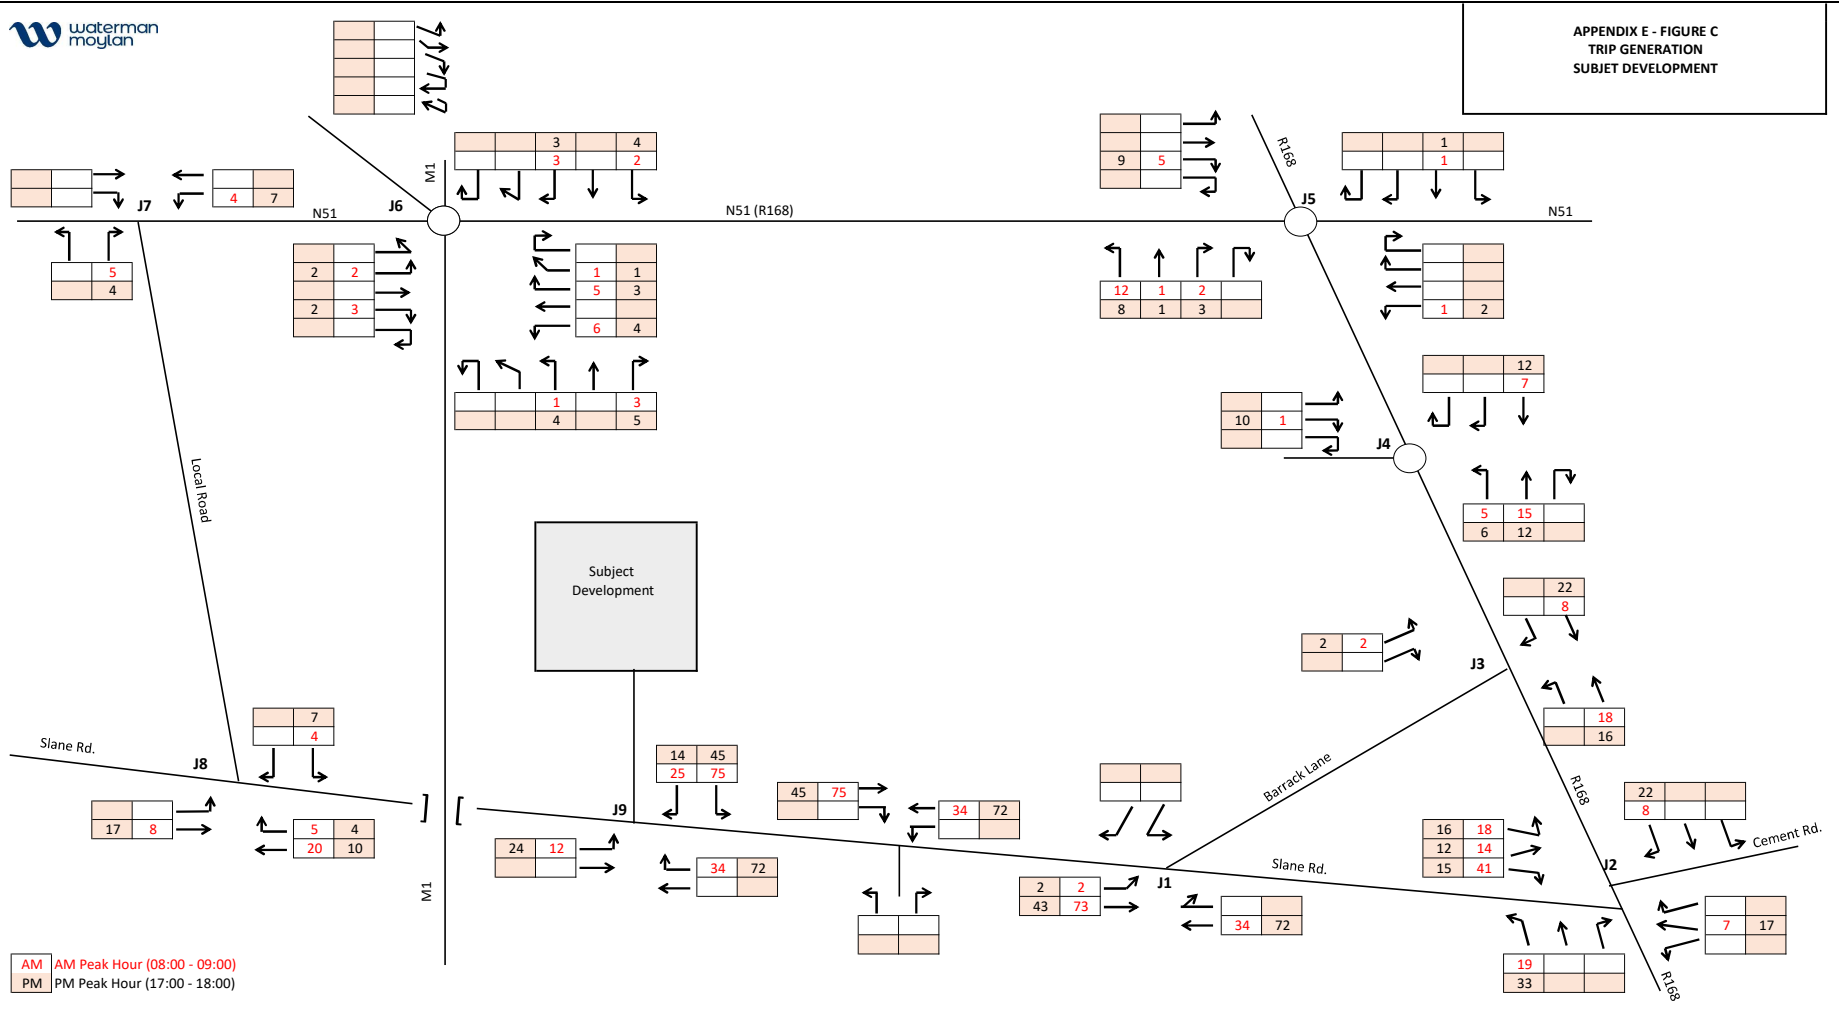 waterman
moylan
APPENDIX E - FIGURE C
TRIP GENERATION
SUBJET DEVELOPMENT
3 4
3 2
M1
9 5
R168
1
1
J7
4 7
N51
J6
N51 (R168)
J5
N51
5
4
2 2
2 3
1 1
5 3
6 4
12 1 2
8 1 3
1 2
1 3
4 5
12
7
10 1
J4
Local Road
5 15
6 12
Subject
Development
22
8
2 2
J3
18
16
7
4
Slane Rd.
J8
17 8
5 4
20 10
]
[
14 45
25 75
J9
24 12
34 72
45 75
34 72
Barrack Lane
R168
22
8
Cement Rd.
16 18
12 14
15 41
J2
Slane Rd.
J1
2 2
43 73
34 72
M1
7 17
19
33
R168
AM AM Peak Hour (08:00 - 09:00)
PM PM Peak Hour (17:00 - 18:00)